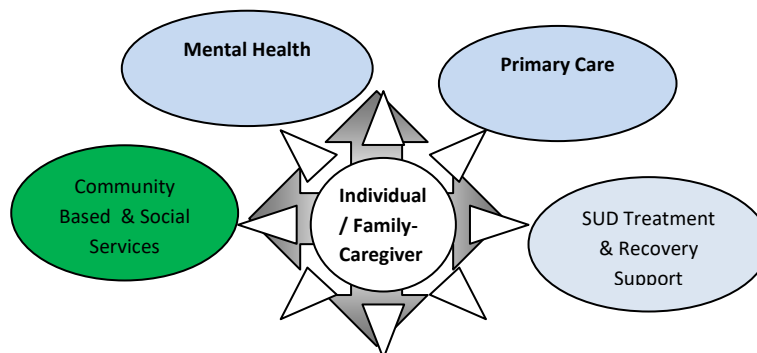 Mental Health
Primary Care
Community
Based & Social
Services
Individual
/ Family-
Caregiver
SUD Treatment
& Recovery
Support